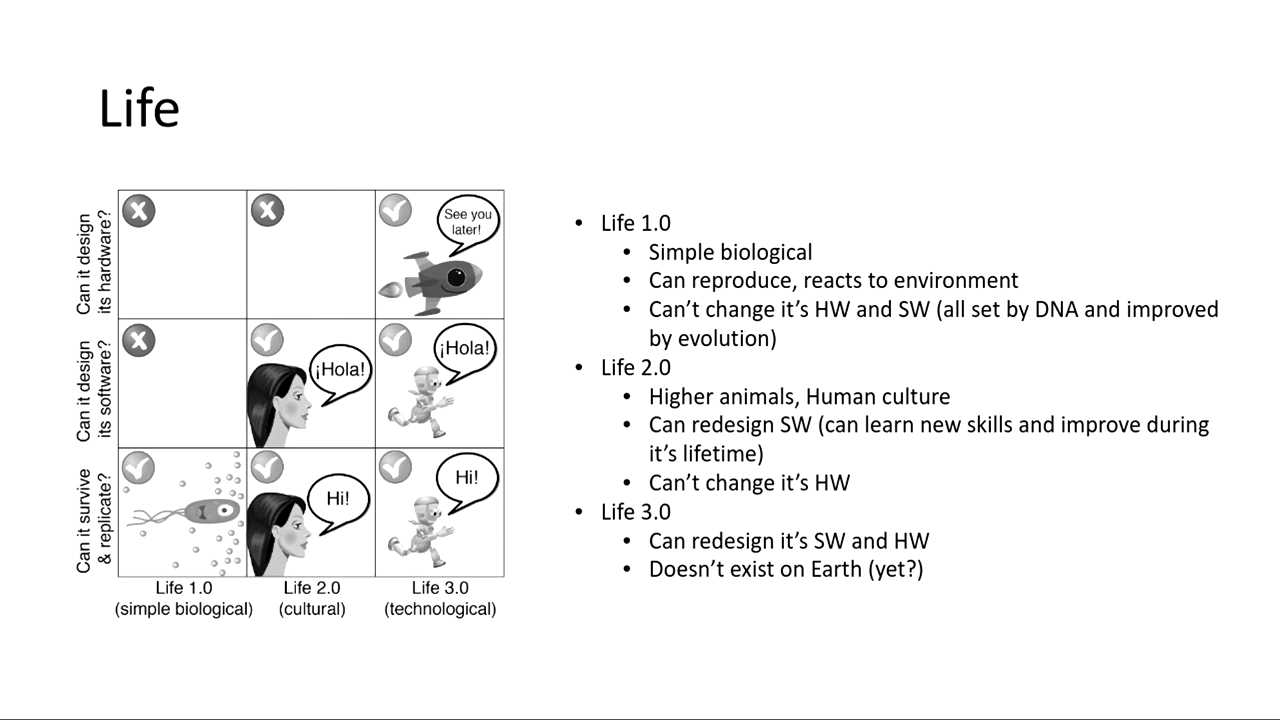 Life
Can it design
its hardware?
See you
later!
Can it design
its software?
¡Hola!
¡Hola!
Can it survive
& replicate?
Hi!
Hi!
Life 1.0
(simple biological)
Life 2.0
(cultural)
Life 3.0
(technological)
• Life 1.0
• Simple biological
• Can reproduce, reacts to environment
• Can’t change it’s HW and SW (all set by DNA and improved
by evolution)
• Life 2.0
• Higher animals, Human culture
• Can redesign SW (can learn new skills and improve during
it’s lifetime)
• Can’t change it’s HW
• Life 3.0
• Can redesign it’s SW and HW
• Doesn’t exist on Earth (yet?)